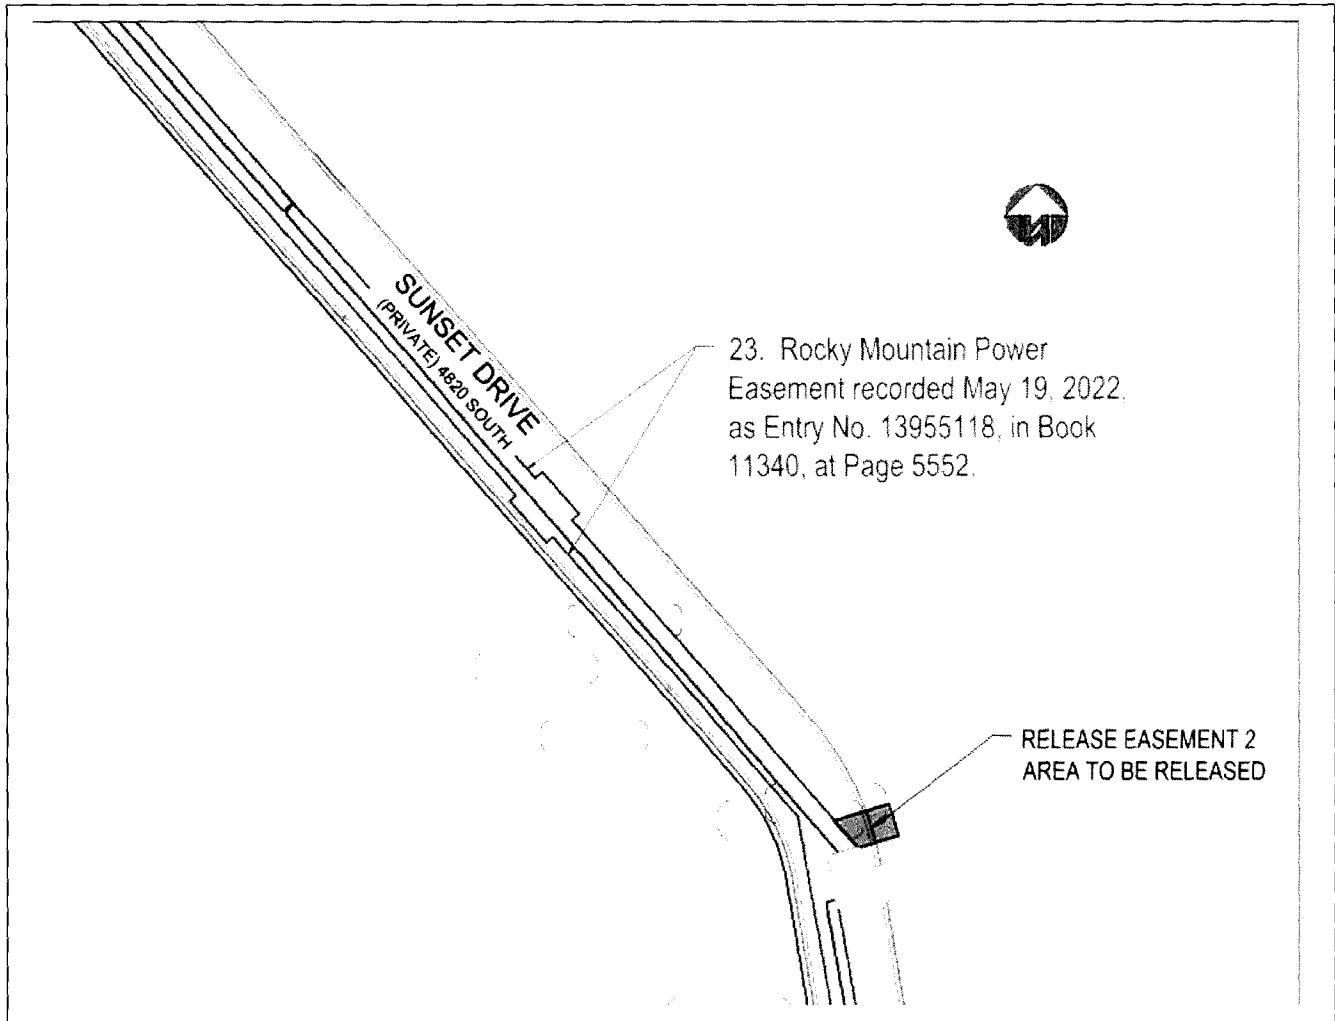 SUNSET DRIVE
(PRIVATE) 4820 SOUTH
23. Rocky Mountain Power
Easement recorded May 19, 2022,
as Entry No. 13955118, in Book
11340, at Page 5552.
RELEASE EASEMENT 2
AREA TO BE RELEASED